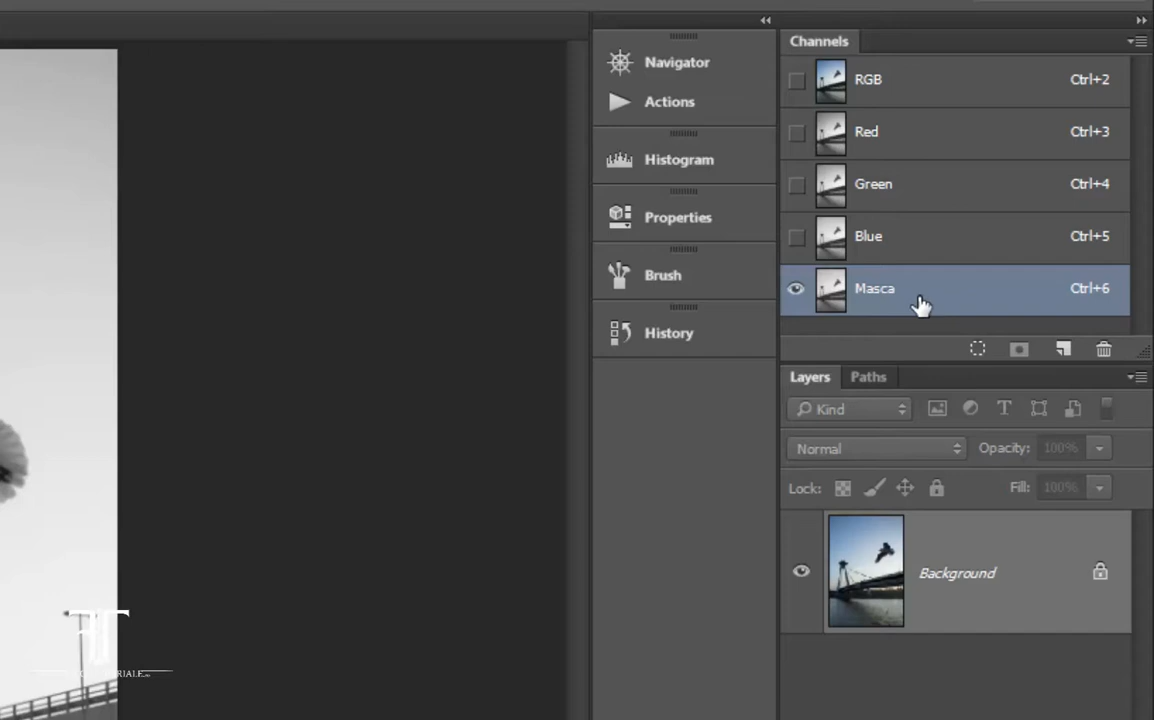 Navigator
Actions
Histogram
Properties
Brush
History
Channels
RGB Ctrl+2
Red Ctrl+3
Green Ctrl+4
Blue Ctrl+5
Masca Ctrl+6
Layers Paths
Kind
Normal Opacity: 100%
Lock: Fill: 100%
Background